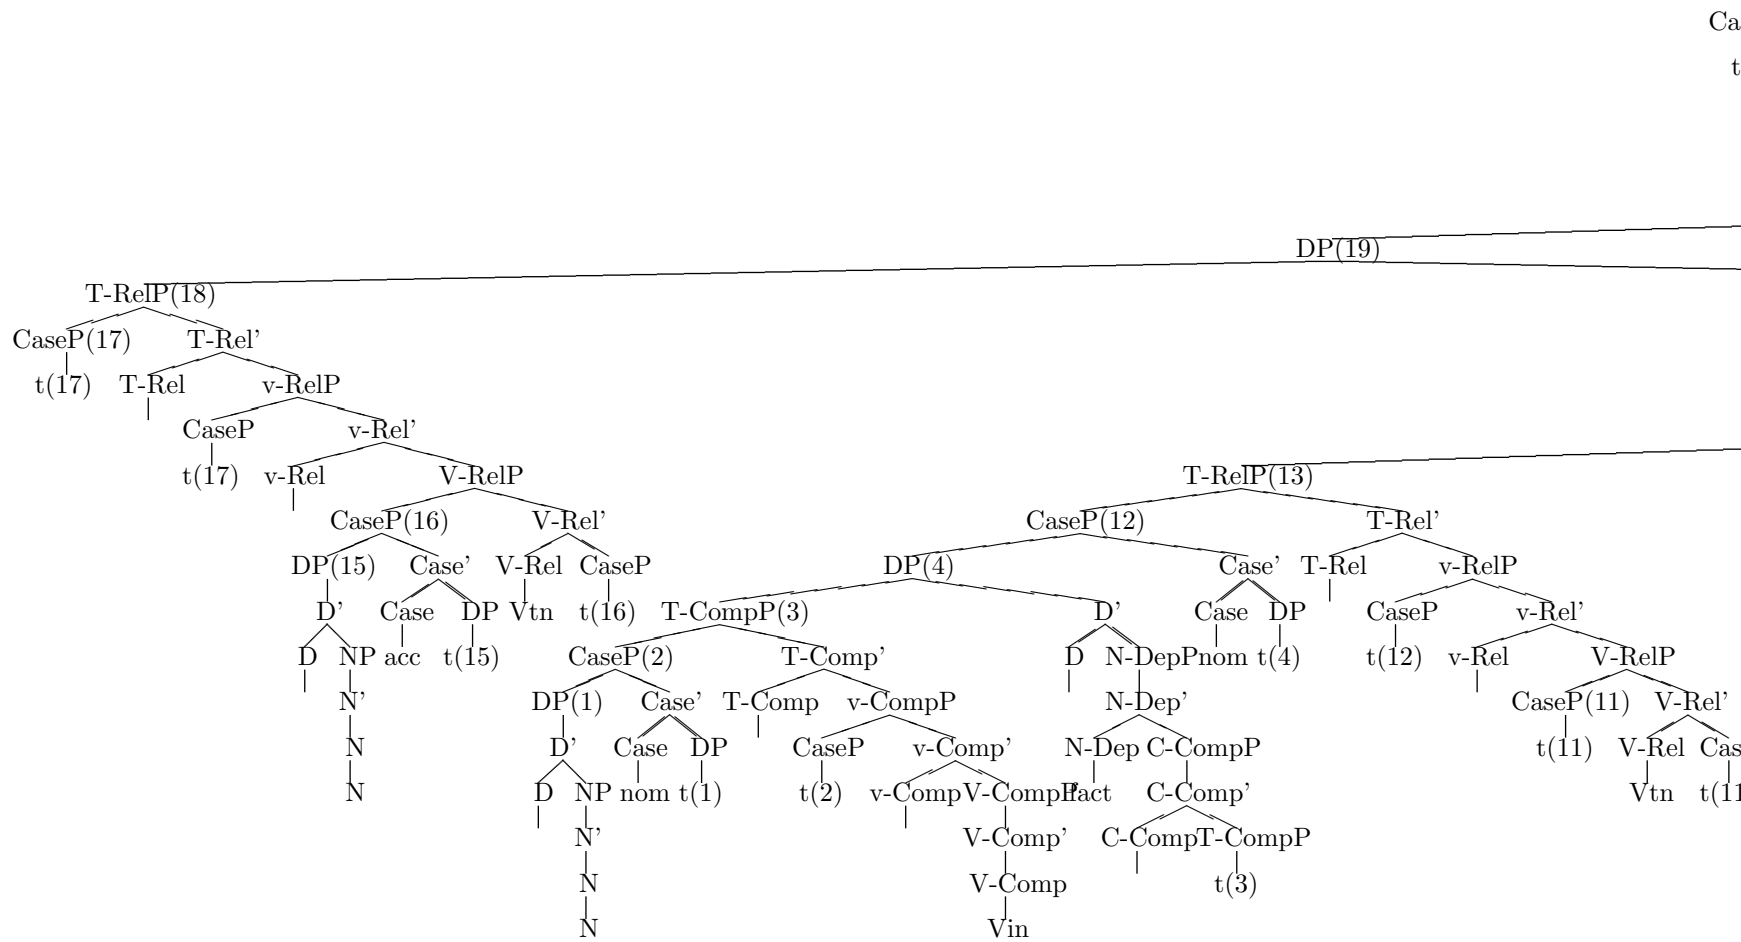 Ca
t
DP(19)
T-RelP(18)
CaseP(17) T-Rel’
t(17) T-Rel v-RelP
CaseP v-Rel’
t(17) v-Rel V-RelP T-RelP(13)
CaseP(16) V-Rel’ CaseP(12) T-Rel’
DP(15) Case’ V-Rel CaseP DP(4) Case’ T-Rel v-RelP
D’ Case DP Vtn t(16) T-CompP(3) D’ Case DP CaseP v-Rel’
D NP acc t(15) CaseP(2) T-Comp’ D N-DepP nom t(4) t(12) v-Rel V-RelP
N’ DP(1) Case’ T-Comp v-CompP N-Dep’ CaseP(11) V-Rel’
N D’ Case DP CaseP v-Comp’ N-Dep C-CompP t(11) V-Rel Cas
N D NP nom t(1) t(2) v-Comp V-CompP Fact C-Comp’ Vtn t(11
N’ V-Comp’ C-Comp T-CompP
N V-Comp t(3)
N Vin